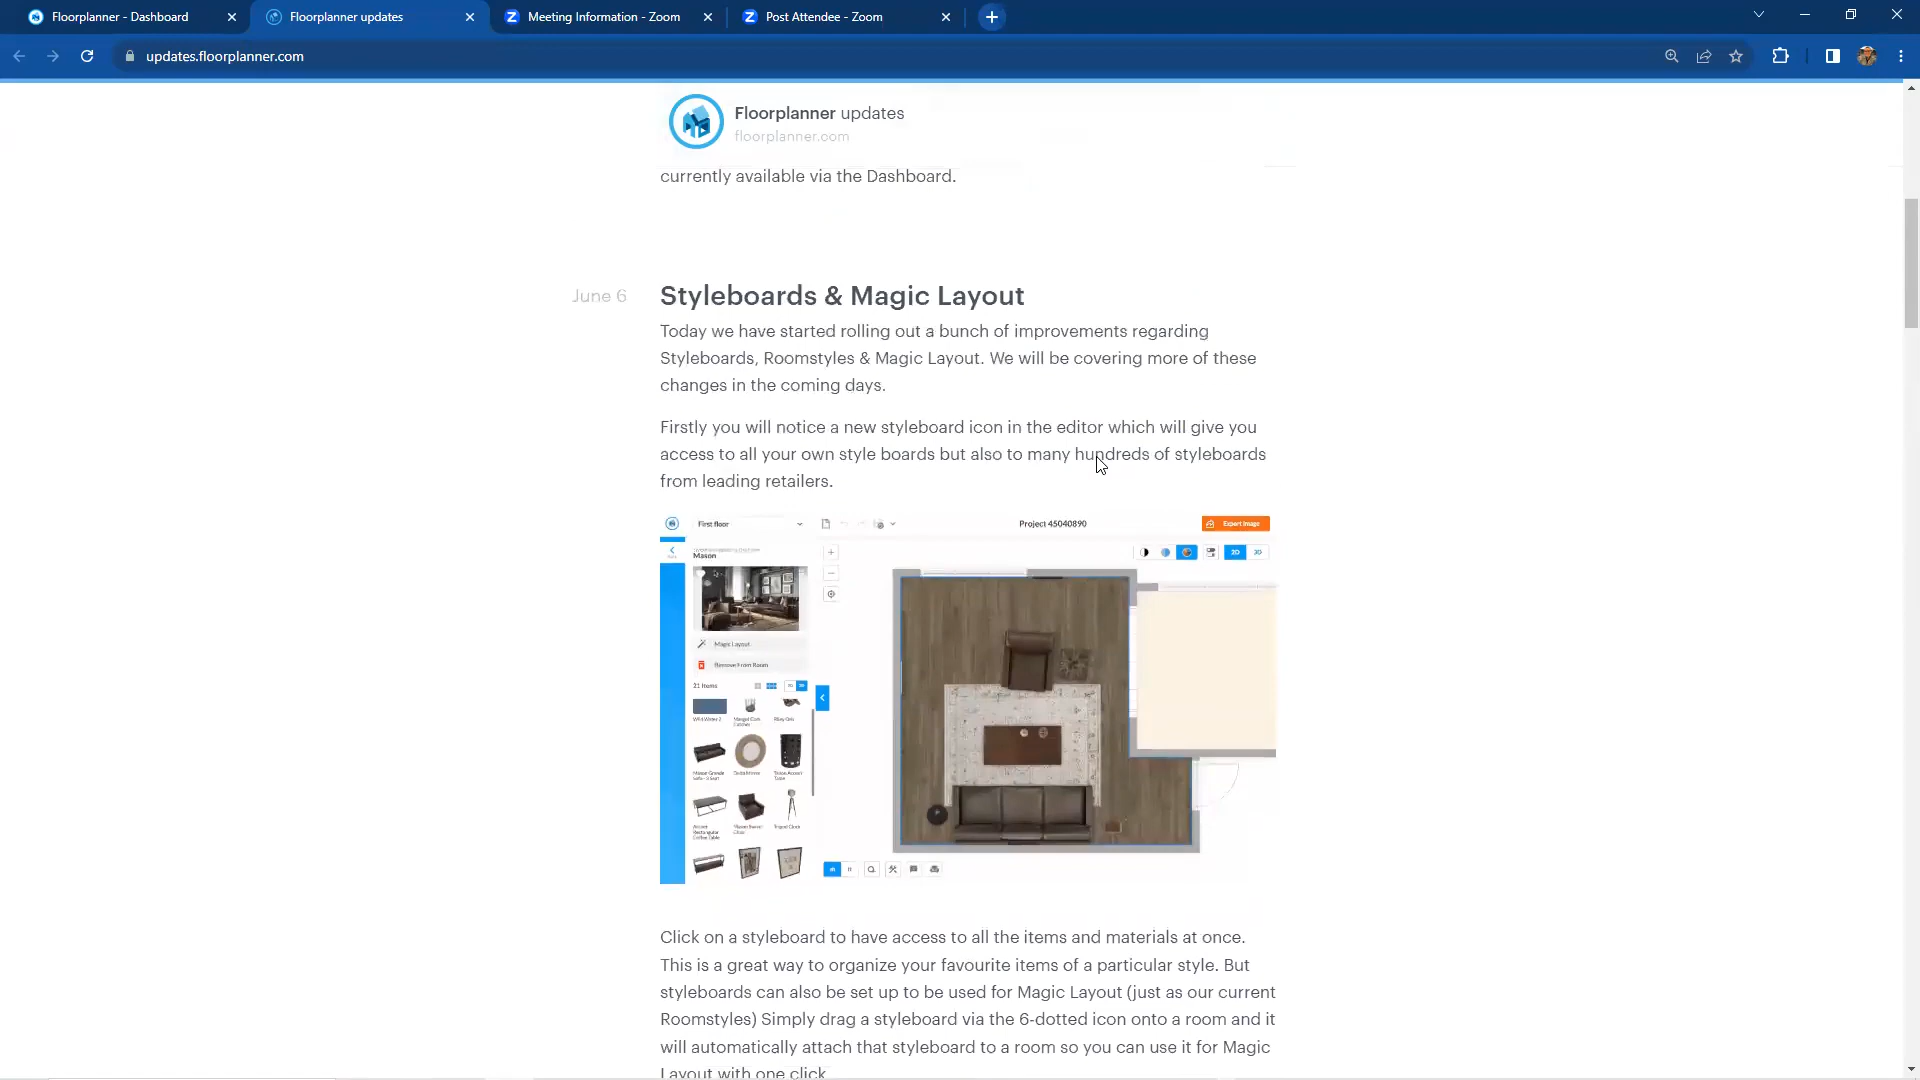 Floorplanner - Dashboard
Floorplanner updates
Meeting Information - Zoom
Post Attendee - Zoom
updates.floorplanner.com
Floorplanner updates
floorplanner.com
currently available via the Dashboard.
June 6
Styleboards & Magic Layout
Today we have started rolling out a bunch of improvements regarding
Styleboards, Roomstyles & Magic Layout. We will be covering more of these
changes in the coming days.
Firstly you will notice a new styleboard icon in the editor which will give you
access to all your own style boards but also to many hundreds of styleboards
from leading retailers.
First floor
Project 45040890
Export Image
Mason
2D
3D
Magic Layout
Remove From Room
21 Items
Click on a styleboard to have access to all the items and materials at once.
This is a great way to organize your favourite items of a particular style. But
styleboards can also be set up to be used for Magic Layout (just as our current
Roomstyles) Simply drag a styleboard via the 6-dotted icon onto a room and it
will automatically attach that styleboard to a room so you can use it for Magic
Layout with one click